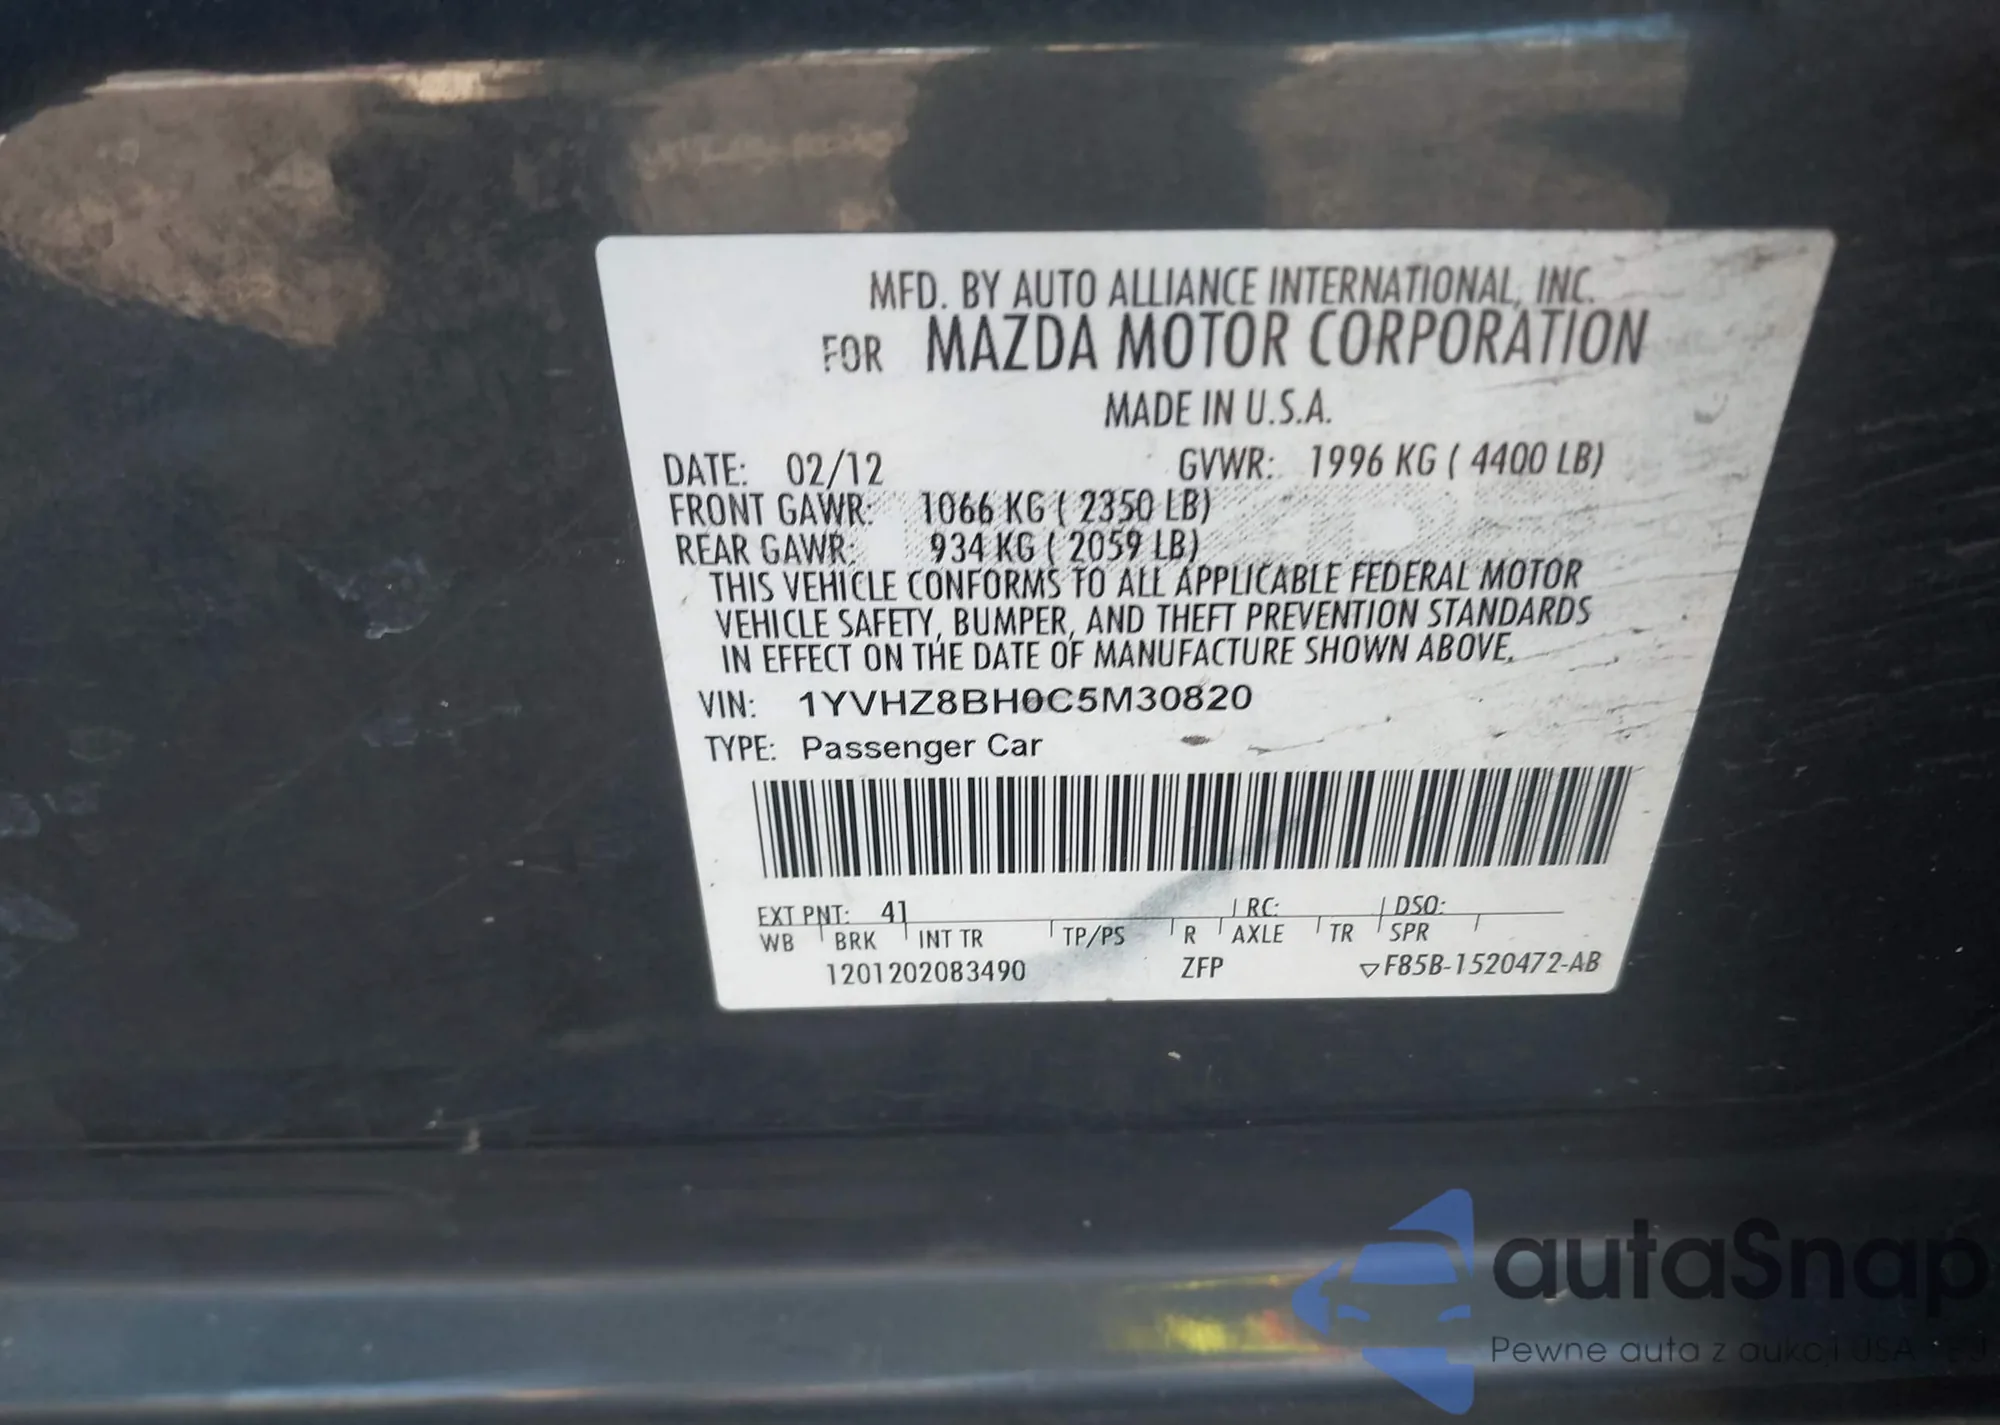 MFD. BY AUTO ALLIANCE INTERNATIONAL, INC.
FOR MAZDA MOTOR CORPORATION
MADE IN U.S.A.
DATE: 02/12 GVWR: 1996 KG ( 4400 LB)
FRONT GAWR: 1066 KG ( 2350 LB)
REAR GAWR: 934 KG ( 2059 LB)
THIS VEHICLE CONFORMS TO ALL APPLICABLE FEDERAL MOTOR
VEHICLE SAFETY, BUMPER, AND THEFT PREVENTION STANDARDS
IN EFFECT ON THE DATE OF MANUFACTURE SHOWN ABOVE.
VIN: 1YVHZ8BH0C5M30820
TYPE: Passenger Car
EXT PNT: 41 RC: DSO:
WB BRK INT TR TP/PS R AXLE TR SPR
1201202083490 ZFP ▽F85B-1520472-AB
autaSnap
Pewne auta z aukcji USA